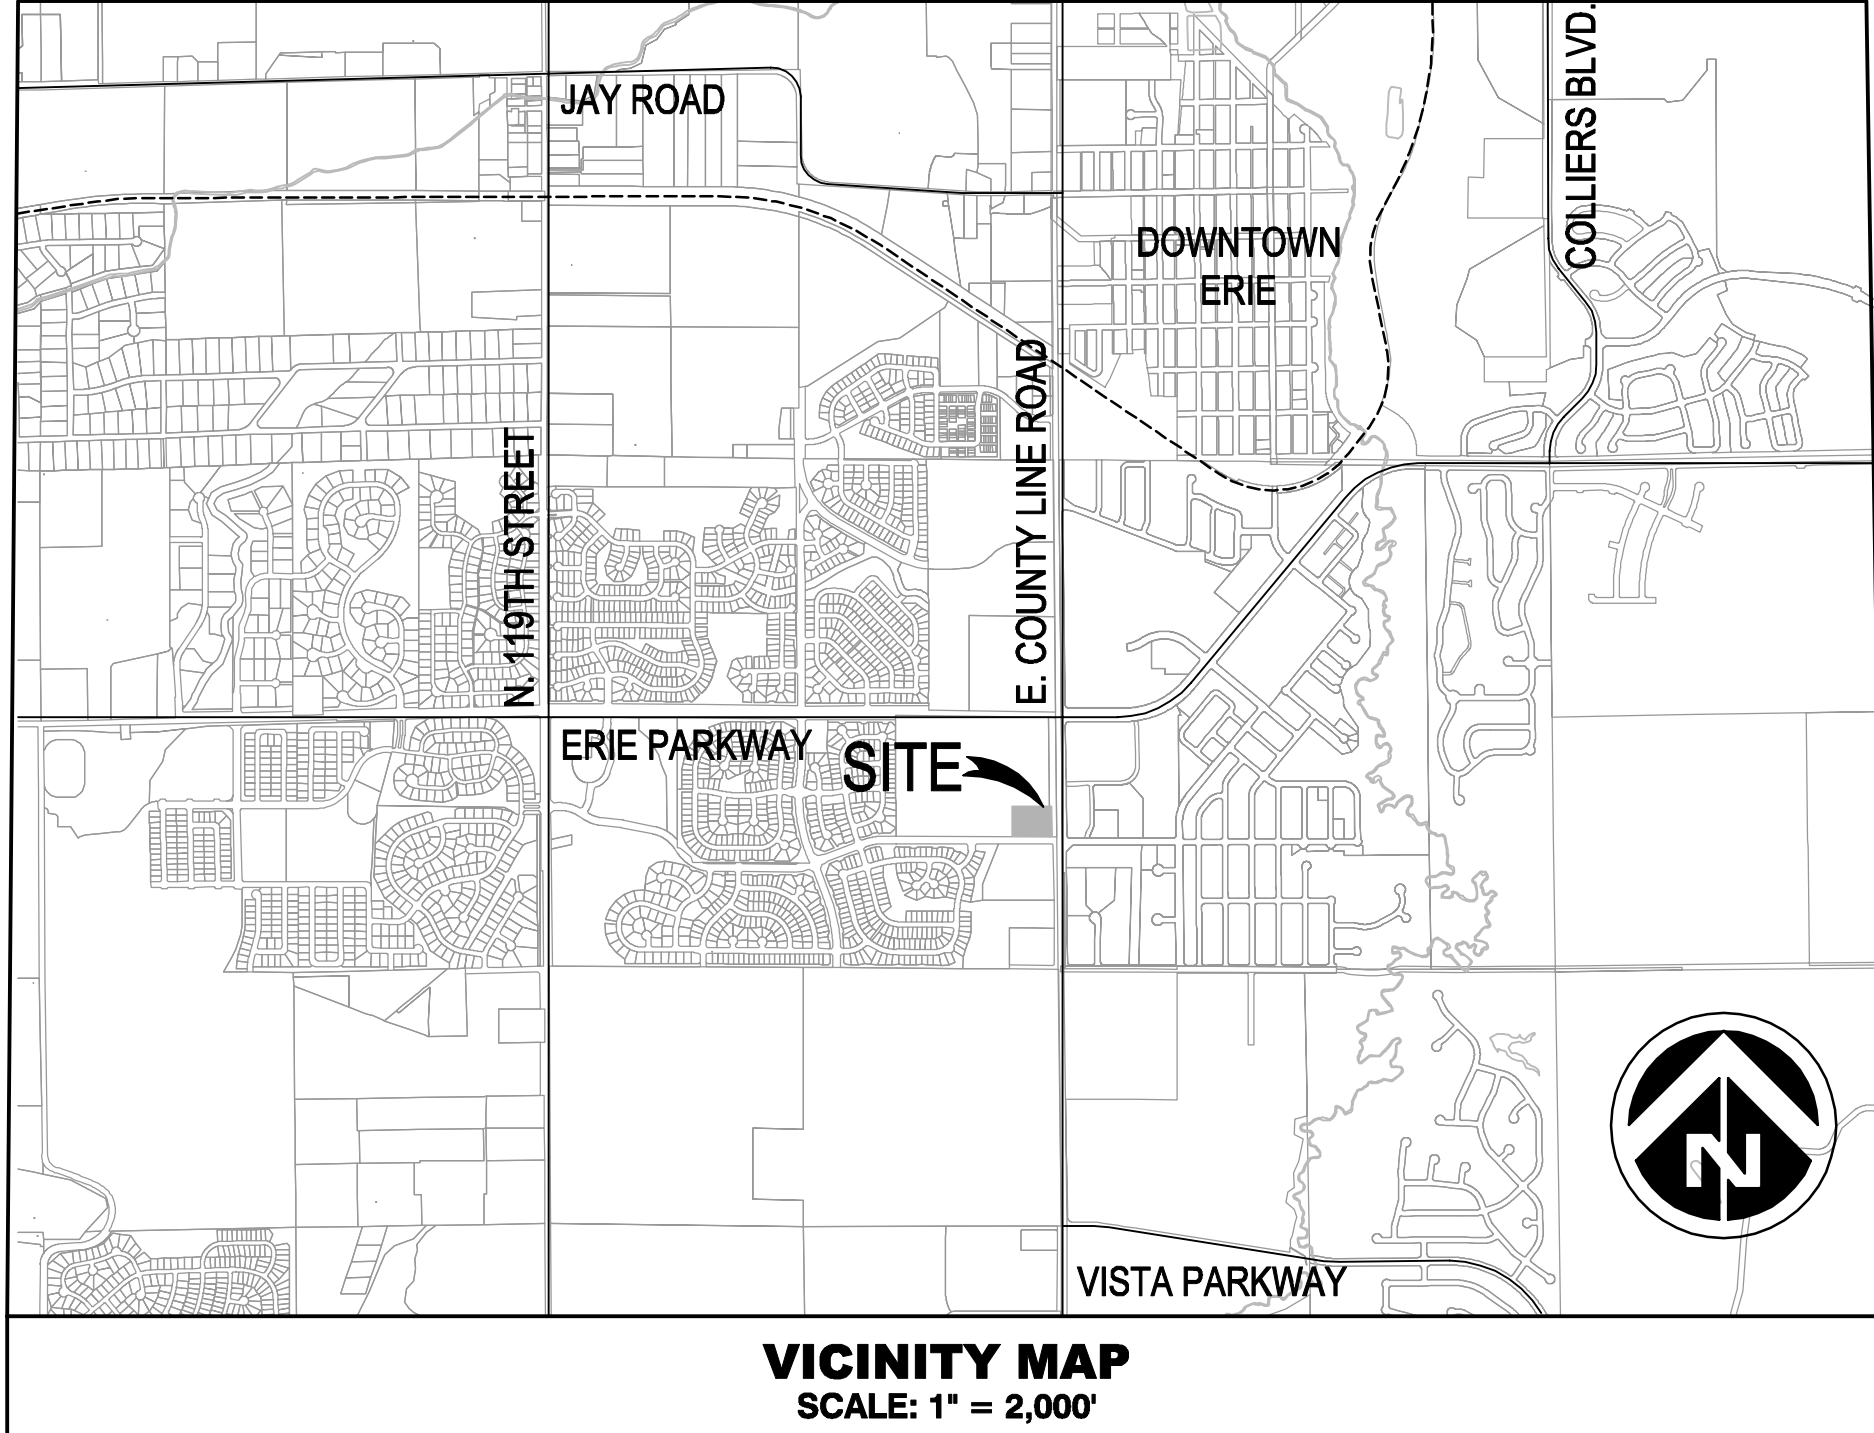 COLLIERS BLVD.
JAY ROAD
DOWNTOWN
ERIE
N. 119TH STREET
E. COUNTY LINE ROAD
ERIE PARKWAY
SITE
N
VISTA PARKWAY
VICINITY MAP
SCALE: 1" = 2,000'